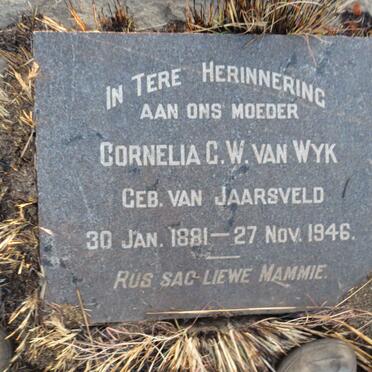 IN TERE HERINNERING
AAN ONS MOEDER
CORNELIA C.W. VAN WYK
GEB. VAN JAARSVELD
30 JAN. 1881 — 27 NOV. 1946.
RUS SAG-LIEWE MAMMIE.